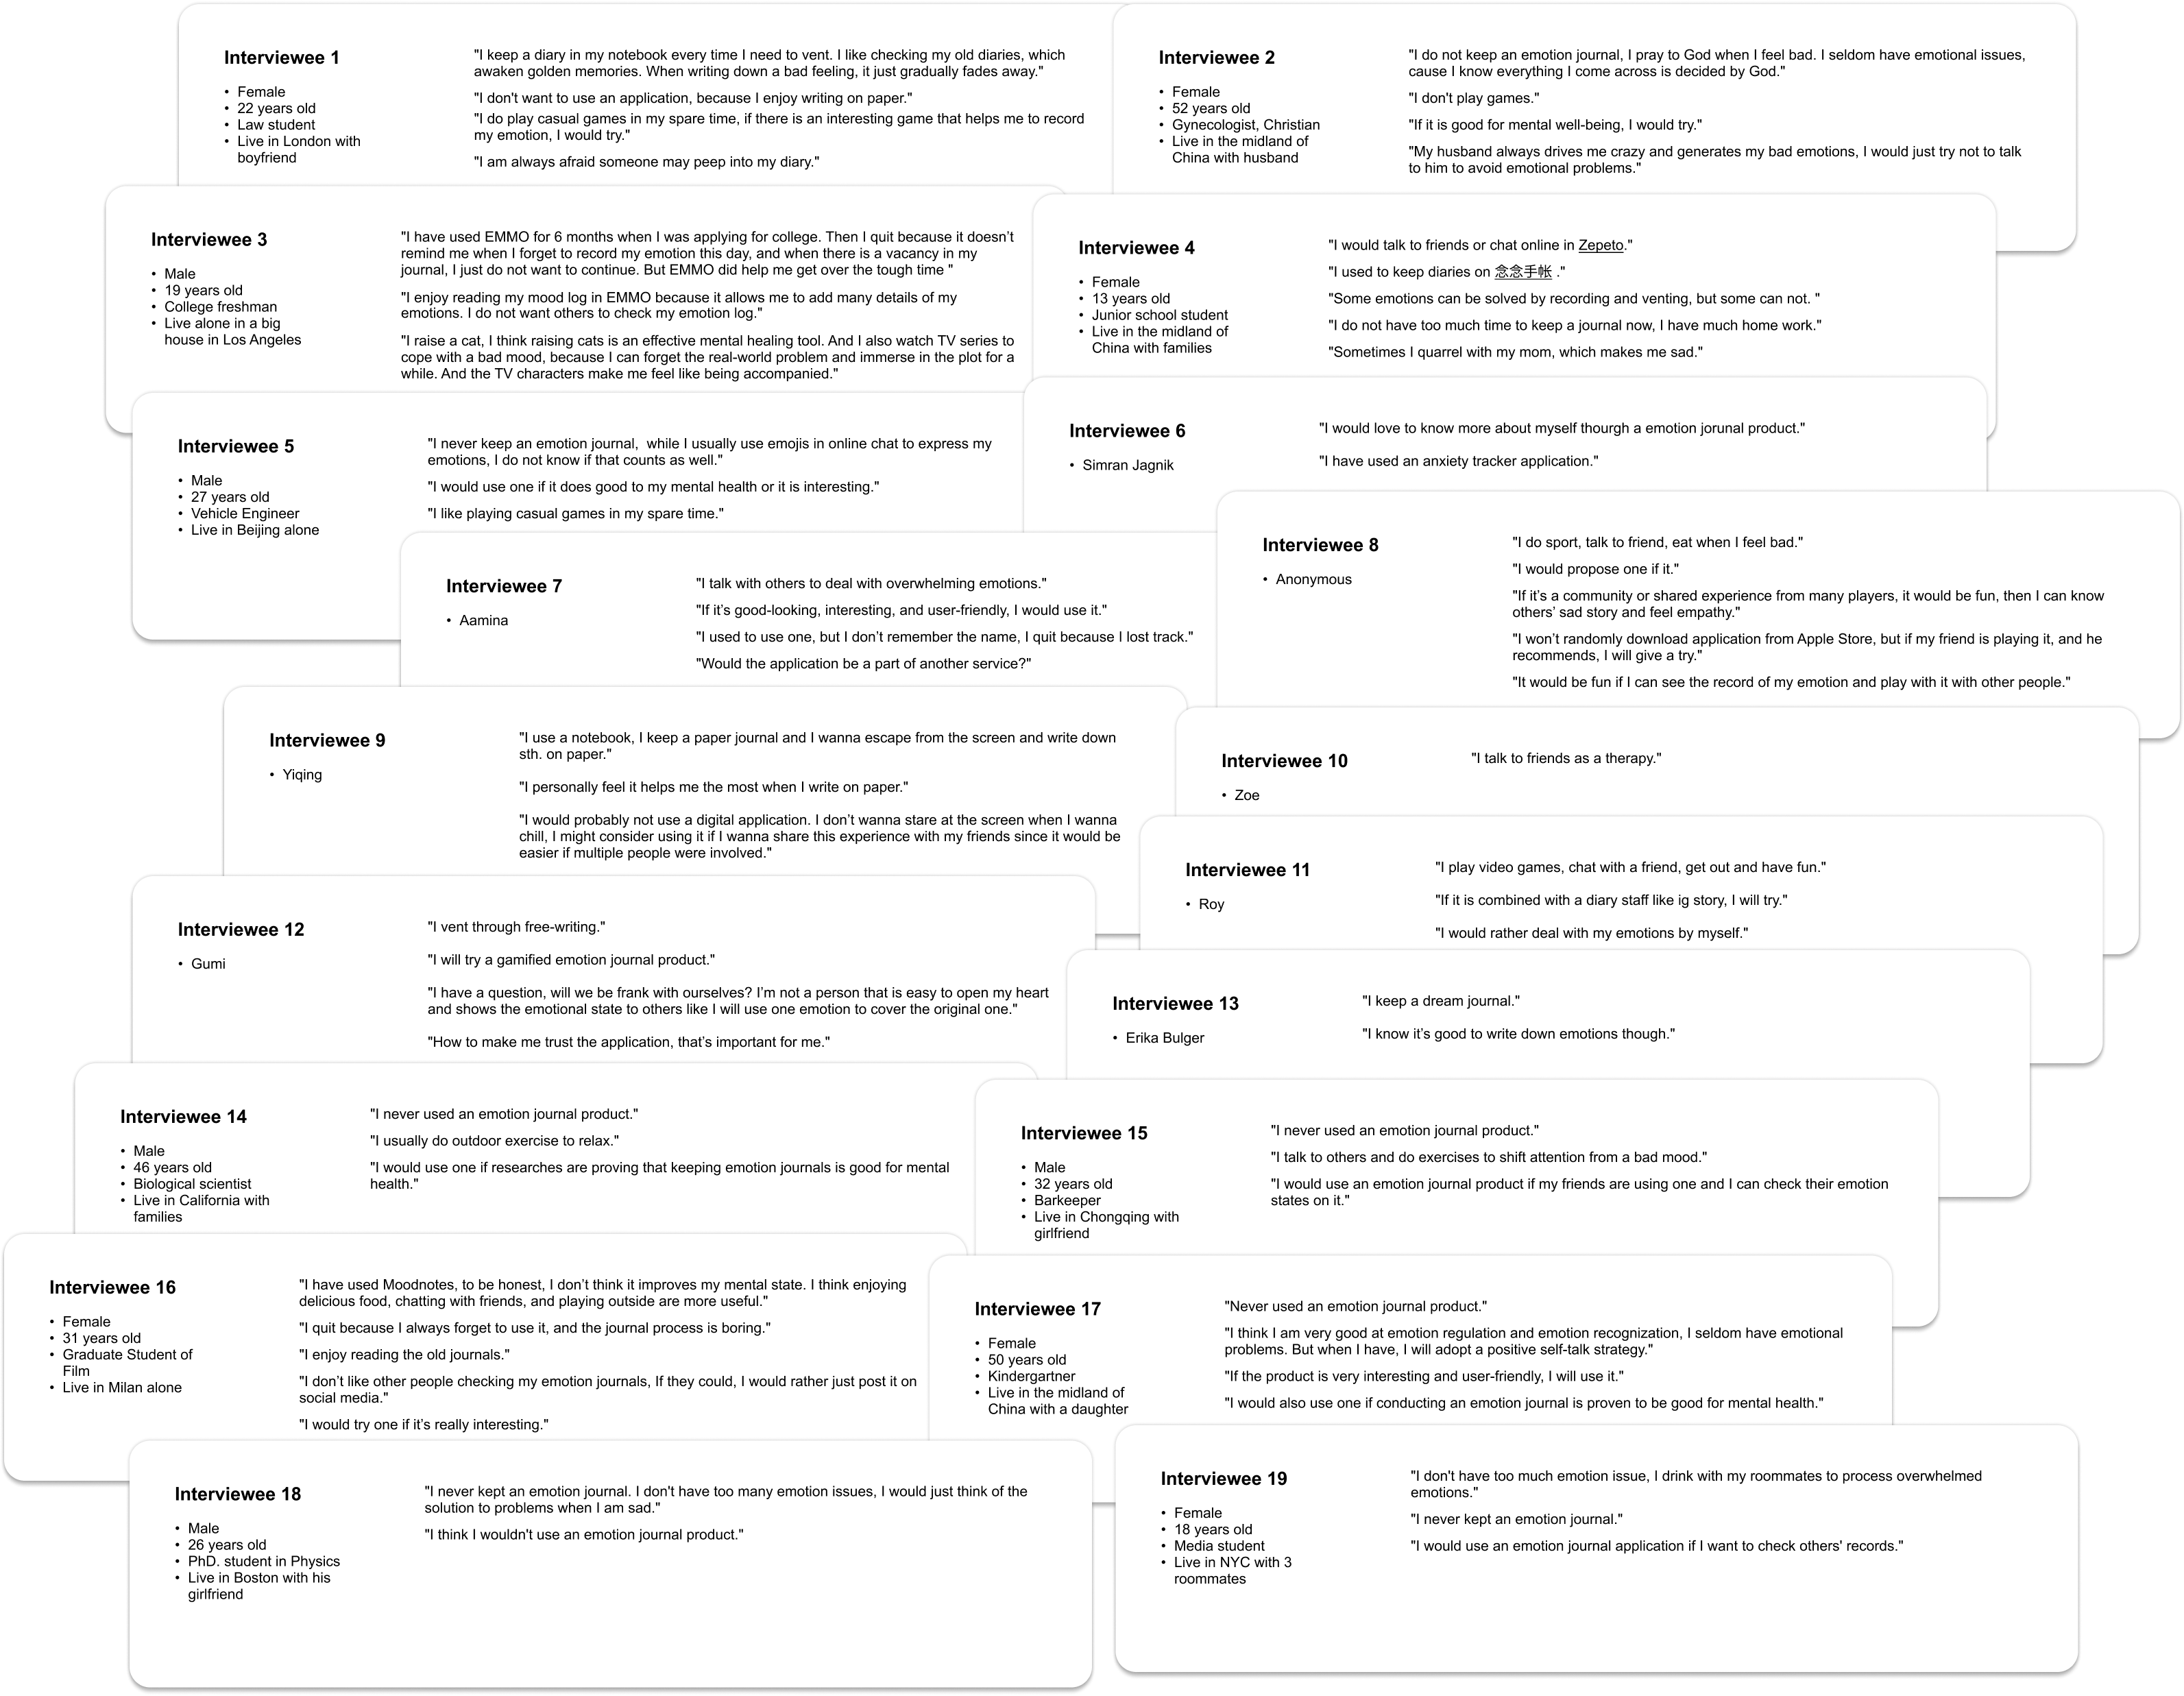 Interviewee 1
• Female
• 22 years old
• Law student
• Live in London with
boyfriend
"I keep a diary in my notebook every time I need to vent. I like checking my old diaries, which
awaken golden memories. When writing down a bad feeling, it just gradually fades away."
"I don't want to use an application, because I enjoy writing on paper."
"I do play casual games in my spare time, if there is an interesting game that helps me to record
my emotion, I would try."
"I am always afraid someone may peep into my diary."
Interviewee 2
• Female
• 52 years old
• Gynecologist, Christian
• Live in the midland of
China with husband
"I do not keep an emotion journal, I pray to God when I feel bad. I seldom have emotional issues,
cause I know everything I come across is decided by God."
"I don't play games."
"If it is good for mental well-being, I would try."
"My husband always drives me crazy and generates my bad emotions, I would just try not to talk
to him to avoid emotional problems."
Interviewee 3
• Male
• 19 years old
• College freshman
• Live alone in a big
house in Los Angeles
"I have used EMMO for 6 months when I was applying for college. Then I quit because it doesn’t
remind me when I forget to record my emotion this day, and when there is a vacancy in my
journal, I just do not want to continue. But EMMO did help me get over the tough time "
"I enjoy reading my mood log in EMMO because it allows me to add many details of my
emotions. I do not want others to check my emotion log."
"I raise a cat, I think raising cats is an effective mental healing tool. And I also watch TV series to
cope with a bad mood, because I can forget the real-world problem and immerse in the plot for a
while. And the TV characters make me feel like being accompanied."
Interviewee 4
• Female
• 13 years old
• Junior school student
• Live in the midland of
China with families
"I would talk to friends or chat online in Zepeto."
"I used to keep diaries on 念念手帐 ."
"Some emotions can be solved by recording and venting, but some can not. "
"I do not have too much time to keep a journal now, I have much home work."
"Sometimes I quarrel with my mom, which makes me sad."
Interviewee 5
• Male
• 27 years old
• Vehicle Engineer
• Live in Beijing alone
"I never keep an emotion journal,  while I usually use emojis in online chat to express my
emotions, I do not know if that counts as well."
"I would use one if it does good to my mental health or it is interesting."
"I like playing casual games in my spare time."
Interviewee 6
• Simran Jagnik
"I would love to know more about myself thourgh a emotion jorunal product."
"I have used an anxiety tracker application."
Interviewee 7
• Aamina
"I talk with others to deal with overwhelming emotions."
"If it’s good-looking, interesting, and user-friendly, I would use it."
"I used to use one, but I don’t remember the name, I quit because I lost track."
"Would the application be a part of another service?"
Interviewee 8
• Anonymous
"I do sport, talk to friend, eat when I feel bad."
"I would propose one if it."
"If it’s a community or shared experience from many players, it would be fun, then I can know
others’ sad story and feel empathy."
"I won’t randomly download application from Apple Store, but if my friend is playing it, and he
recommends, I will give a try."
"It would be fun if I can see the record of my emotion and play with it with other people."
Interviewee 9
• Yiqing
"I use a notebook, I keep a paper journal and I wanna escape from the screen and write down
sth. on paper."
"I personally feel it helps me the most when I write on paper."
"I would probably not use a digital application. I don’t wanna stare at the screen when I wanna
chill, I might consider using it if I wanna share this experience with my friends since it would be
easier if multiple people were involved."
Interviewee 10
• Zoe
"I talk to friends as a therapy."
Interviewee 11
• Roy
"I play video games, chat with a friend, get out and have fun."
"If it is combined with a diary staff like ig story, I will try."
"I would rather deal with my emotions by myself."
Interviewee 12
• Gumi
"I vent through free-writing."
"I will try a gamified emotion journal product."
"I have a question, will we be frank with ourselves? I’m not a person that is easy to open my heart
and shows the emotional state to others like I will use one emotion to cover the original one."
"How to make me trust the application, that’s important for me."
Interviewee 13
• Erika Bulger
"I keep a dream journal."
"I know it’s good to write down emotions though."
Interviewee 14
• Male
• 46 years old
• Biological scientist
• Live in California with
families
"I never used an emotion journal product."
"I usually do outdoor exercise to relax."
"I would use one if researches are proving that keeping emotion journals is good for mental
health."
Interviewee 15
• Male
• 32 years old
• Barkeeper
• Live in Chongqing with
girlfriend
"I never used an emotion journal product."
"I talk to others and do exercises to shift attention from a bad mood."
"I would use an emotion journal product if my friends are using one and I can check their emotion
states on it."
Interviewee 16
• Female
• 31 years old
• Graduate Student of
Film
• Live in Milan alone
"I have used Moodnotes, to be honest, I don’t think it improves my mental state. I think enjoying
delicious food, chatting with friends, and playing outside are more useful."
"I quit because I always forget to use it, and the journal process is boring."
"I enjoy reading the old journals."
"I don’t like other people checking my emotion journals, If they could, I would rather just post it on
social media."
"I would try one if it’s really interesting."
Interviewee 17
• Female
• 50 years old
• Kindergartner
• Live in the midland of
China with a daughter
"Never used an emotion journal product."
"I think I am very good at emotion regulation and emotion recognization, I seldom have emotional
problems. But when I have, I will adopt a positive self-talk strategy."
"If the product is very interesting and user-friendly, I will use it."
"I would also use one if conducting an emotion journal is proven to be good for mental health."
Interviewee 18
• Male
• 26 years old
• PhD. student in Physics
• Live in Boston with his
girlfriend
"I never kept an emotion journal. I don't have too many emotion issues, I would just think of the
solution to problems when I am sad."
"I think I wouldn't use an emotion journal product."
Interviewee 19
• Female
• 18 years old
• Media student
• Live in NYC with 3
roommates
"I don't have too much emotion issue, I drink with my roommates to process overwhelmed
emotions."
"I never kept an emotion journal."
"I would use an emotion journal application if I want to check others' records."